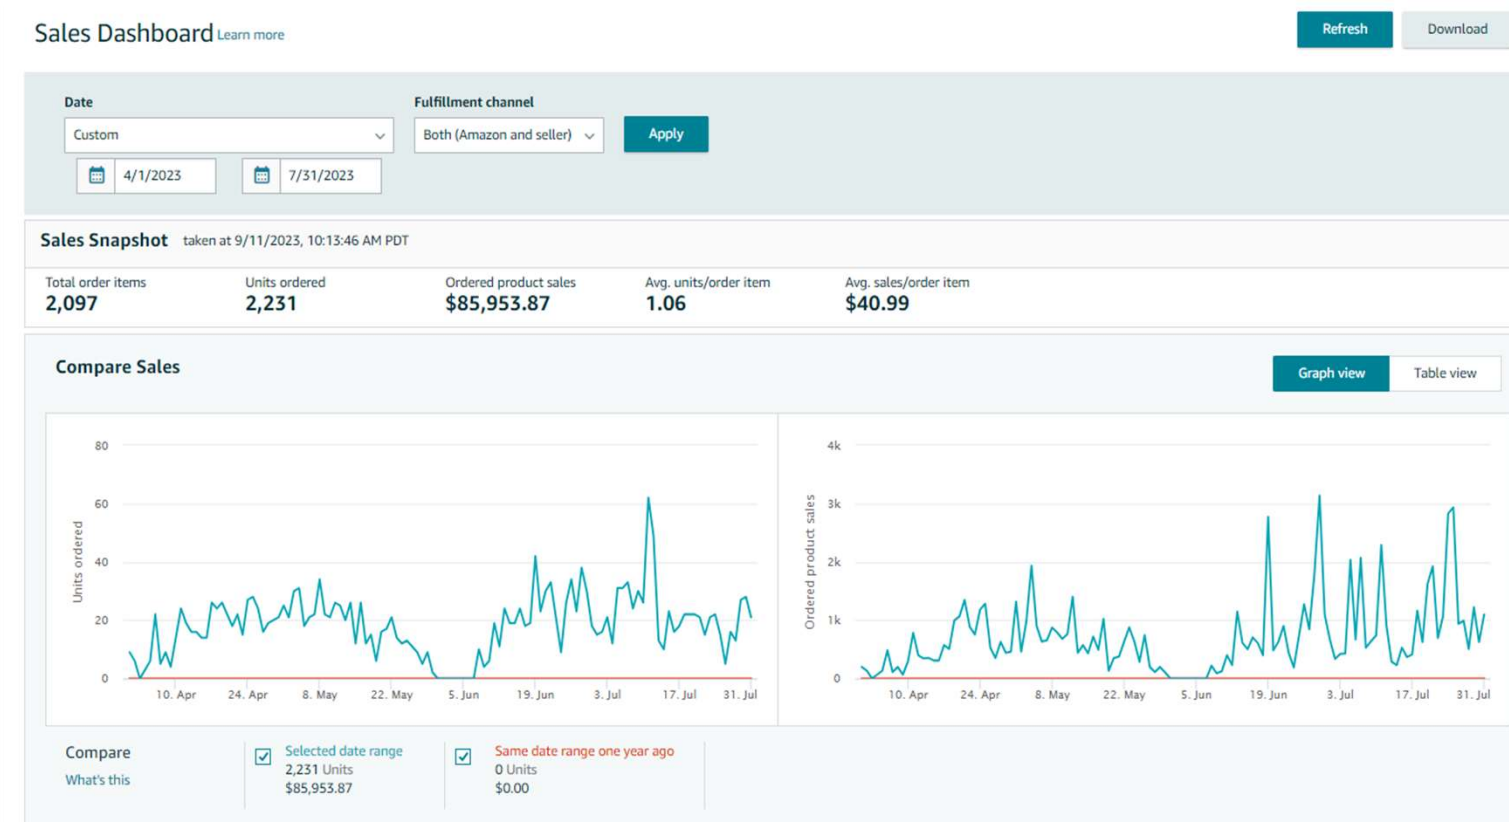 Sales Dashboard Learn more
Refresh
Download
Date
Fulfillment channel
Custom
Both (Amazon and seller)
Apply
4/1/2023
7/31/2023
Sales Snapshot taken at 9/11/2023, 10:13:46 AM PDT
Total order items
Units ordered
Ordered product sales
Avg. units/order item
Avg. sales/order item
2,097
2,231
$85,953.87
1.06
$40.99
Compare Sales
Graph view
Table view
80
60
40
20
0
Units ordered
10. Apr
24. Apr
8. May
22. May
5. Jun
19. Jun
3. Jul
17. Jul
31. Jul
4k
3k
2k
1k
0
Ordered product sales
10. Apr
24. Apr
8. May
22. May
5. Jun
19. Jun
3. Jul
17. Jul
31. Jul
Compare
What's this
Selected date range
2,231 Units
$85,953.87
Same date range one year ago
0 Units
$0.00